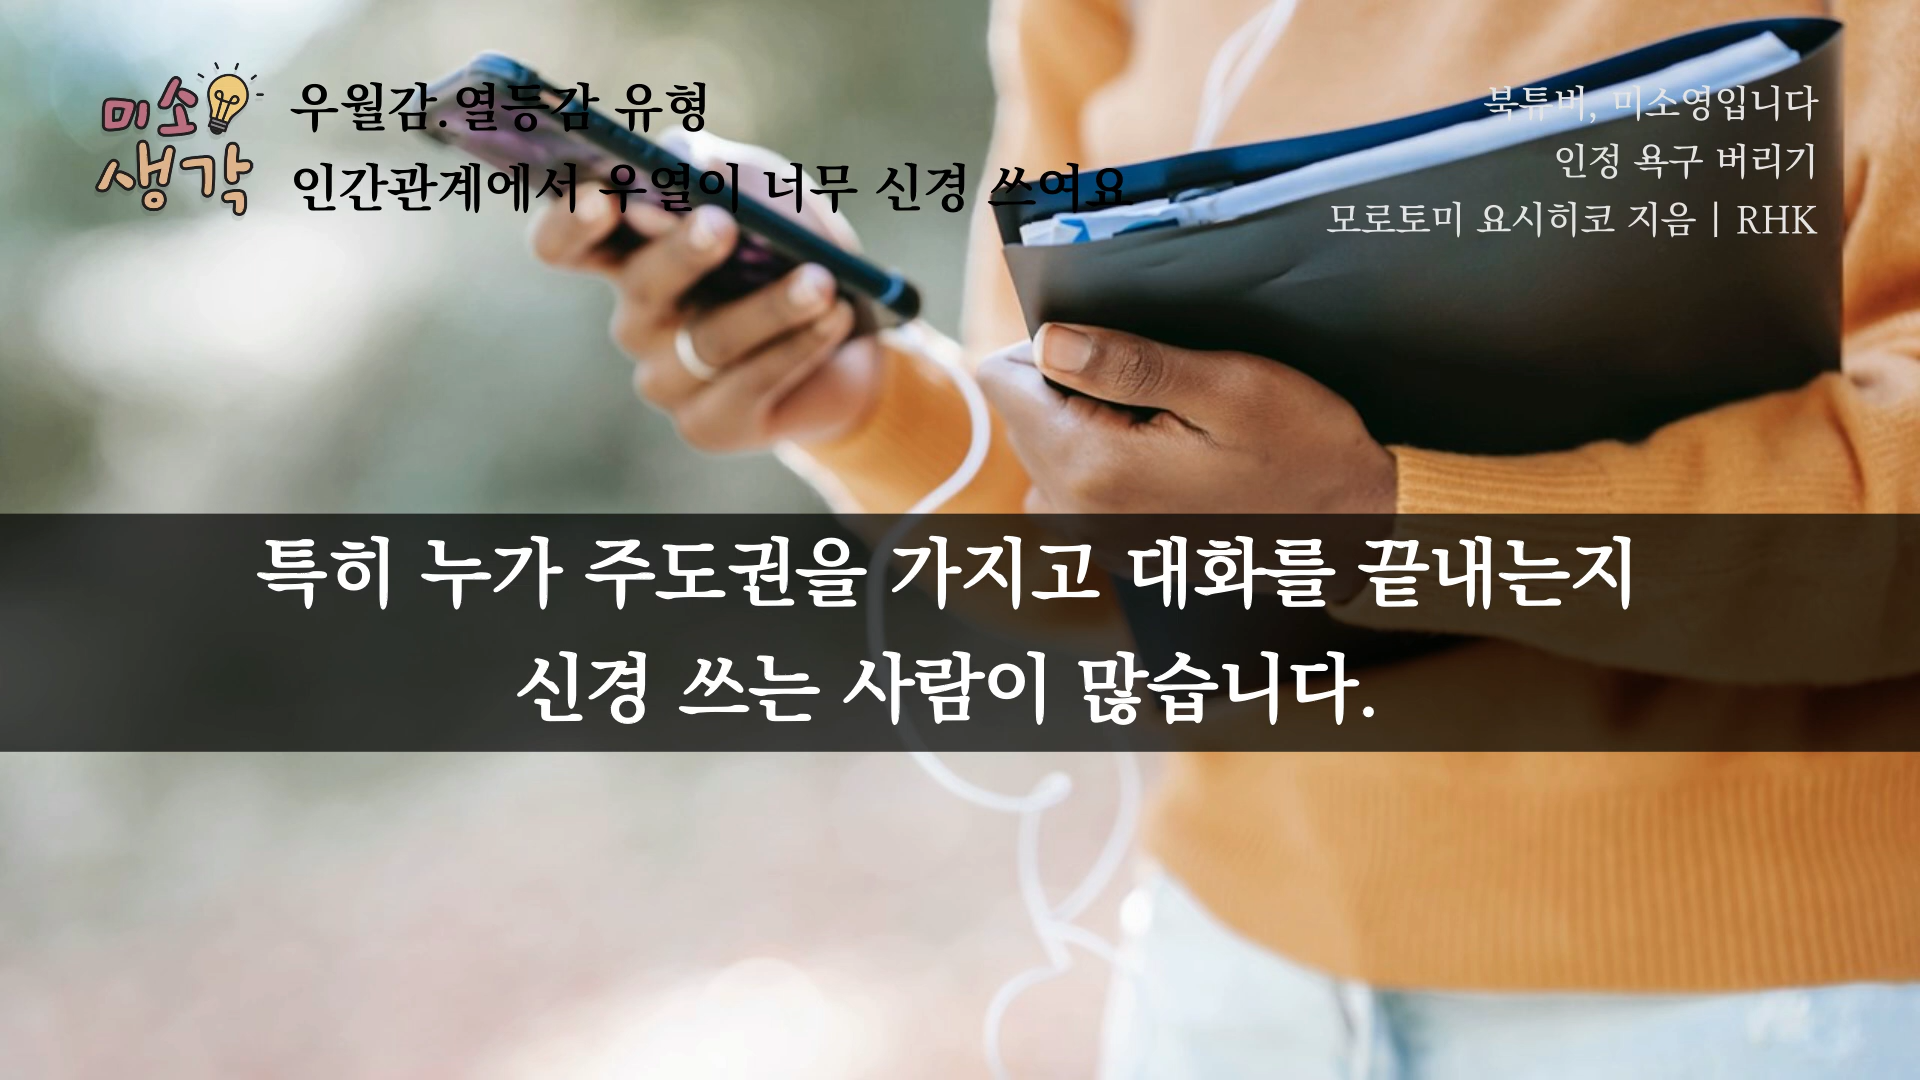 미소
생각
우월감.열등감 유형
인간관계에서 우열이 너무 신경 쓰여요
북튜버, 미소영입니다
인정 욕구 버리기
모로토미 요시히코 지음 | RHK
특히 누가 주도권을 가지고 대화를 끝내는지
신경 쓰는 사람이 많습니다.